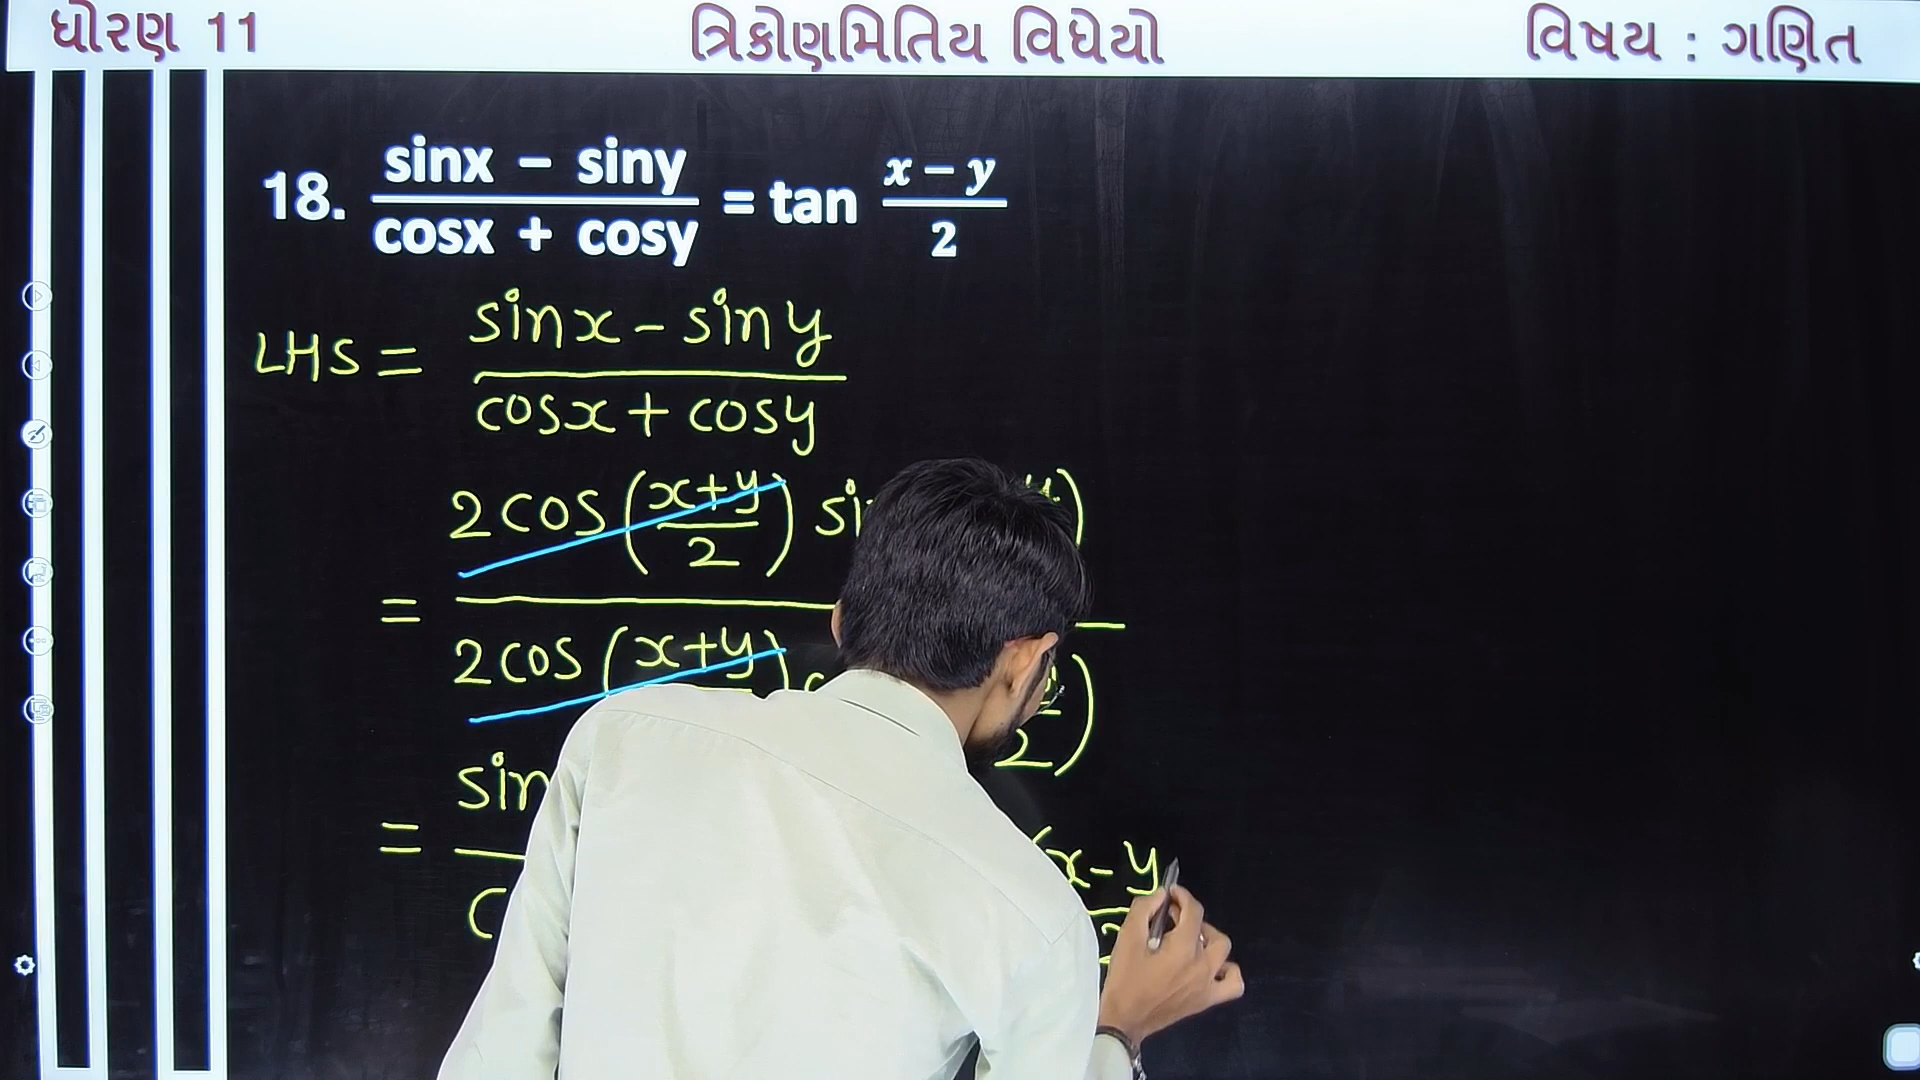 ધોરણ 11 ત્રિકોણમિતિય વિધેયો વિષય : ગણિત
18. sinx − siny / cosx + cosy = tan x − y / 2
LHS = sinx − siny / cosx + cosy
2cos (x+y / 2)
=
2cos (x+y 2)
sin x−y
=